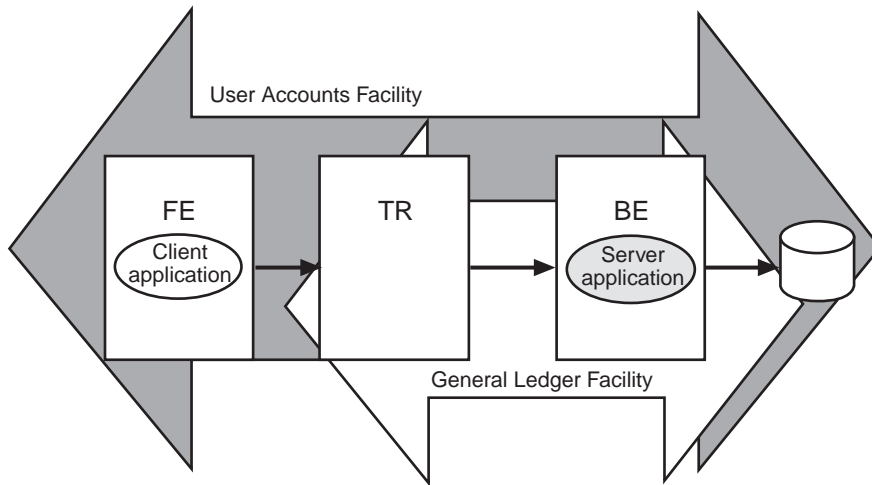 User Accounts Facility
FE
TR
BE
Client
application
Server
application
General Ledger Facility